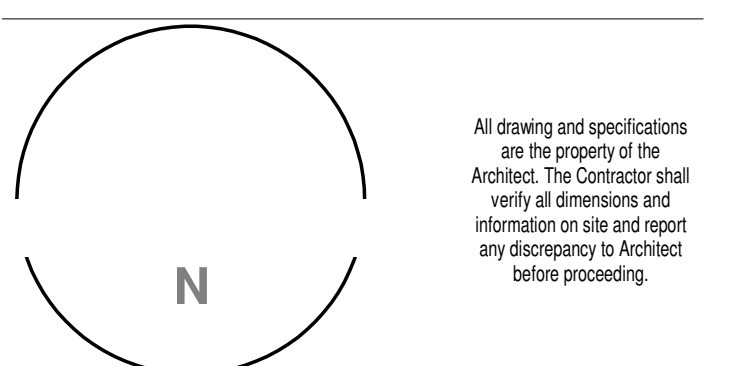 All drawing and specifications
are the property of the
Architect. The Contractor shall
verify all dimensions and
information on site and report
any discrepancy to Architect
before proceeding.
N